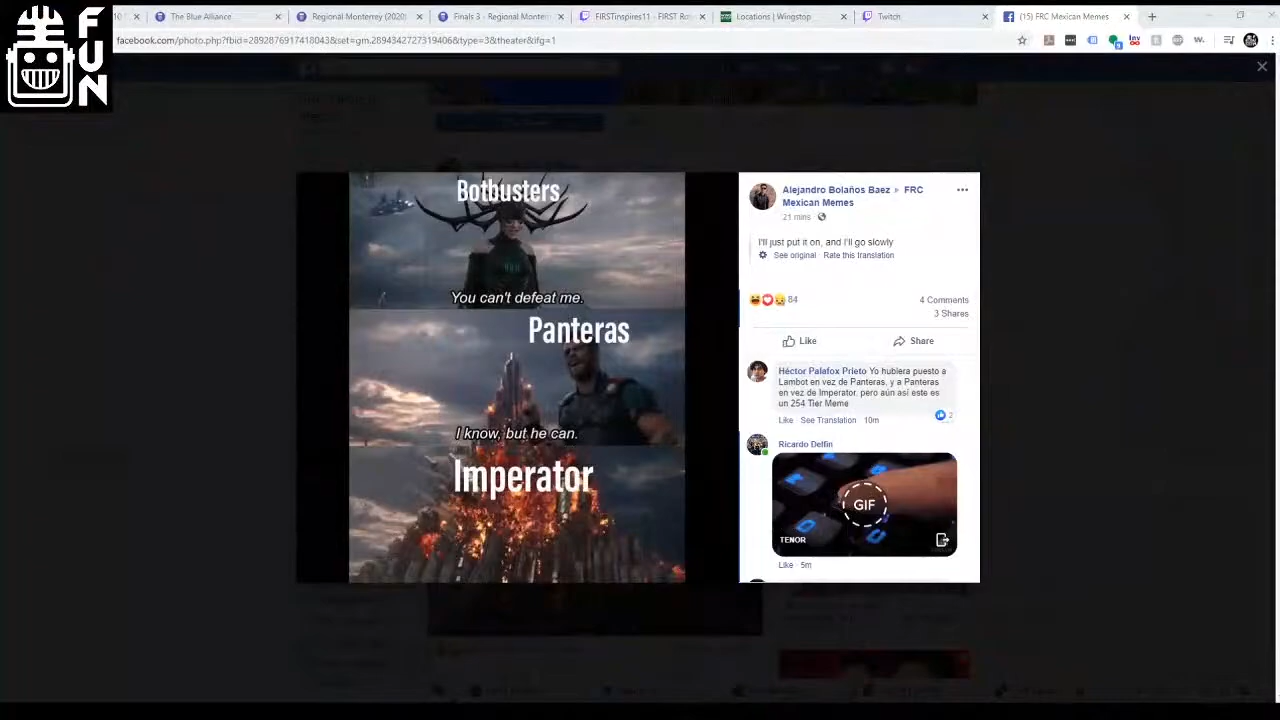 The Blue Alliance
Regional Monterrey (2020)
Finals 3 - Regional Monterr
FIRSTinspires11 - FIRST Ro
Locations | Wingstop
Twitch
(15) FRC Mexican Memes
facebook.com/photo.php?fbid=2892876917418043&set=gm.2894342727319406&type=3&theater&ifg=1
FUN
Botbusters
You can't defeat me.
Panteras
I know, but he can.
Imperator
Alejandro Bolaños Baez ▸ FRC
Mexican Memes
21 mins
I'll just put it on, and I'll go slowly
See original Rate this translation
84
4 Comments
3 Shares
Like Share
Héctor Palafox Prieto Yo hubiera puesto a
Lambot en vez de Panteras, y a Panteras
en vez de Imperator, pero aún así este es
un 254 Tier Meme
2
Like See Translation 10m
Ricardo Delfin
GIF
TENOR
Like 5m